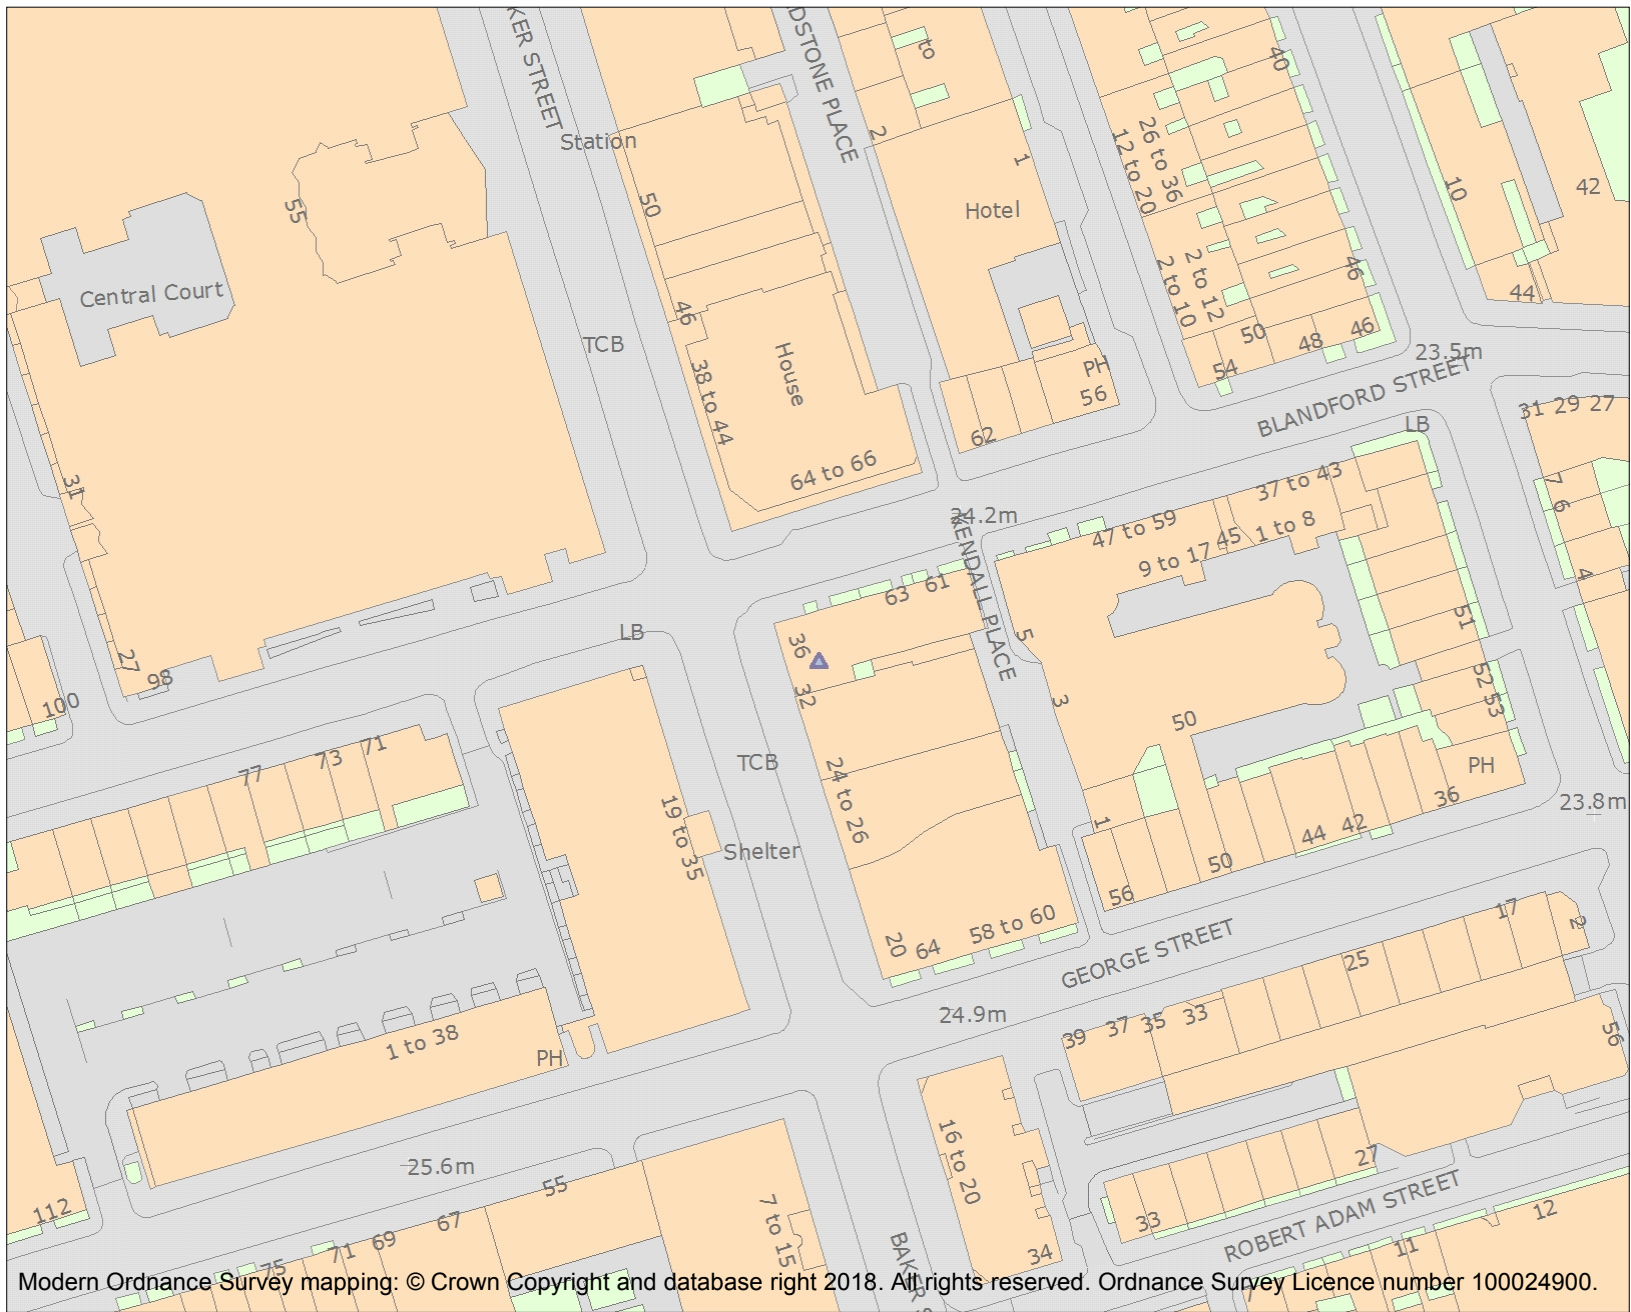 KER STREET
DSTONE PLACE
to
40
Station
2
1
26 to 36
12 to 20
10
42
55
50
Hotel
Central Court
2 to 12
2 to 10
46
44
46
TCB
House
38 to 44
50
48
46
54
23.5m
PH
56
BLANDFORD STREET
31 29 27
LB
62
64 to 66
31
37 to 43
7
6
24.2m
47 to 59
45
1 to 8
9 to 17
KENDALL PLACE
4
63
61
51
LB
36
5
27
98
32
52
53
100
3
50
71
73
77
TCB
PH
24 to 26
36
23.8m
19 to 35
1
44
42
Shelter
50
56
17
2
58 to 60
20
64
GEORGE STREET
25
24.9m
33
35
37
39
56
1 to 38
PH
16 to 20
25.6m
27
112
55
67
69
71
75
7 to 15
33
ROBERT ADAM STREET
12
11
34
BAKER S
Modern Ordnance Survey mapping: © Crown Copyright and database right 2018. All rights reserved. Ordnance Survey Licence number 100024900.